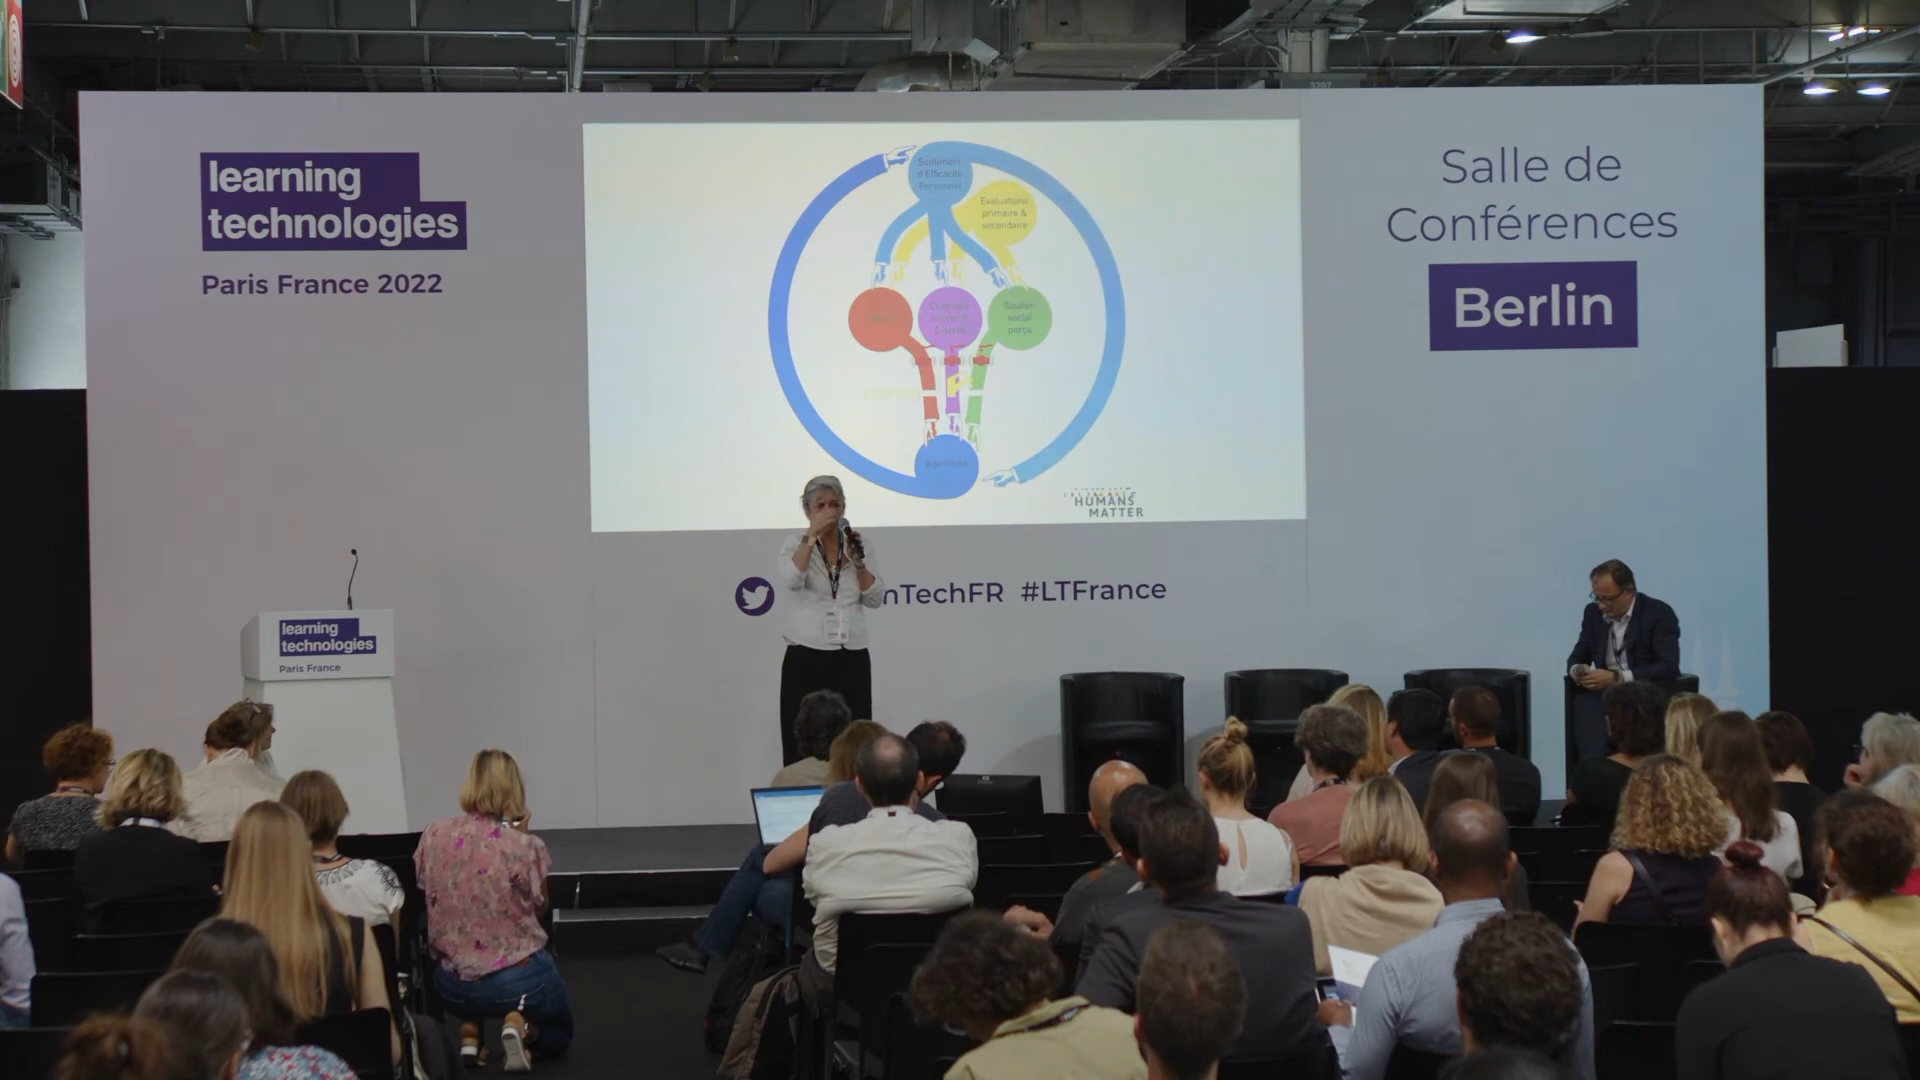 learning
technologies
Paris France 2022
Sentiment
d'Efficacité
Personnel
Evaluations
primaire &
secondaire
Soutien
social
perçu
HUMANS
MATTER
Salle de
Conférences
Berlin
nTechFR #LTFrance
learning
technologies
Paris France